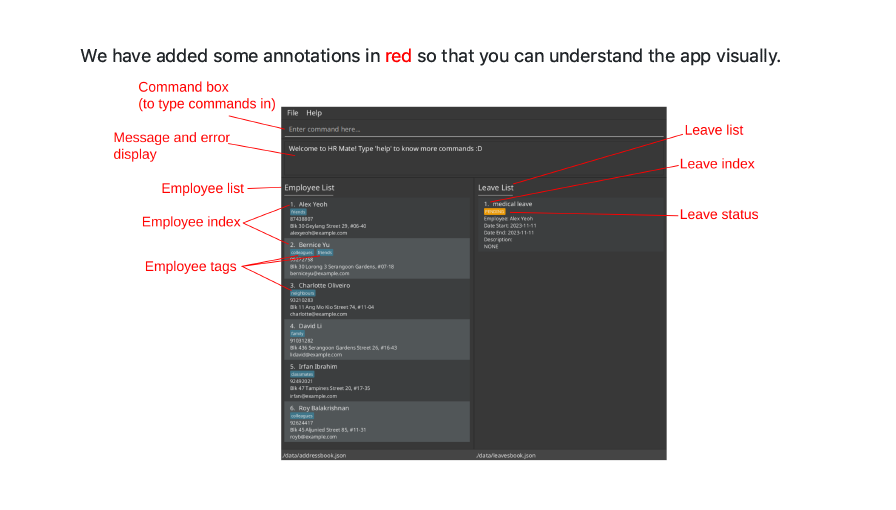 We have added some annotations in red so that you can understand the app visually.
Command box
(to type commands in)
Message and error
display
Employee list
Employee index
Employee tags
Leave list
Leave index
Leave status
File Help
Enter command here...
Welcome to HR Mate! Type 'help' to know more commands :D
Employee List
1. Alex Yeoh
friends
87438807
Blk 30 Geylang Street 29, #06-40
alexyeoh@example.com
2. Bernice Yu
colleagues friends
Blk 30 Lorong 3 Serangoon Gardens, #07-18
berniceyu@example.com
3. Charlotte Oliveiro
neighbours
93210283
Blk 11 Ang Mo Kio Street 74, #11-04
charlotte@example.com
4. David Li
family
91031282
Blk 436 Serangoon Gardens Street 26, #16-43
lidavid@example.com
5. Irfan Ibrahim
classmates
92492021
Blk 47 Tampines Street 20, #17-35
irfan@example.com
6. Roy Balakrishnan
colleagues
92624417
Blk 45 Aljunied Street 85, #11-31
royb@example.com
Leave List
1. medical leave
Employee: Alex Yeoh
Date Start: 2023-11-11
Date End: 2023-11-11
Description:
NONE
./data/addressbook.json
./data/leavesbook.json